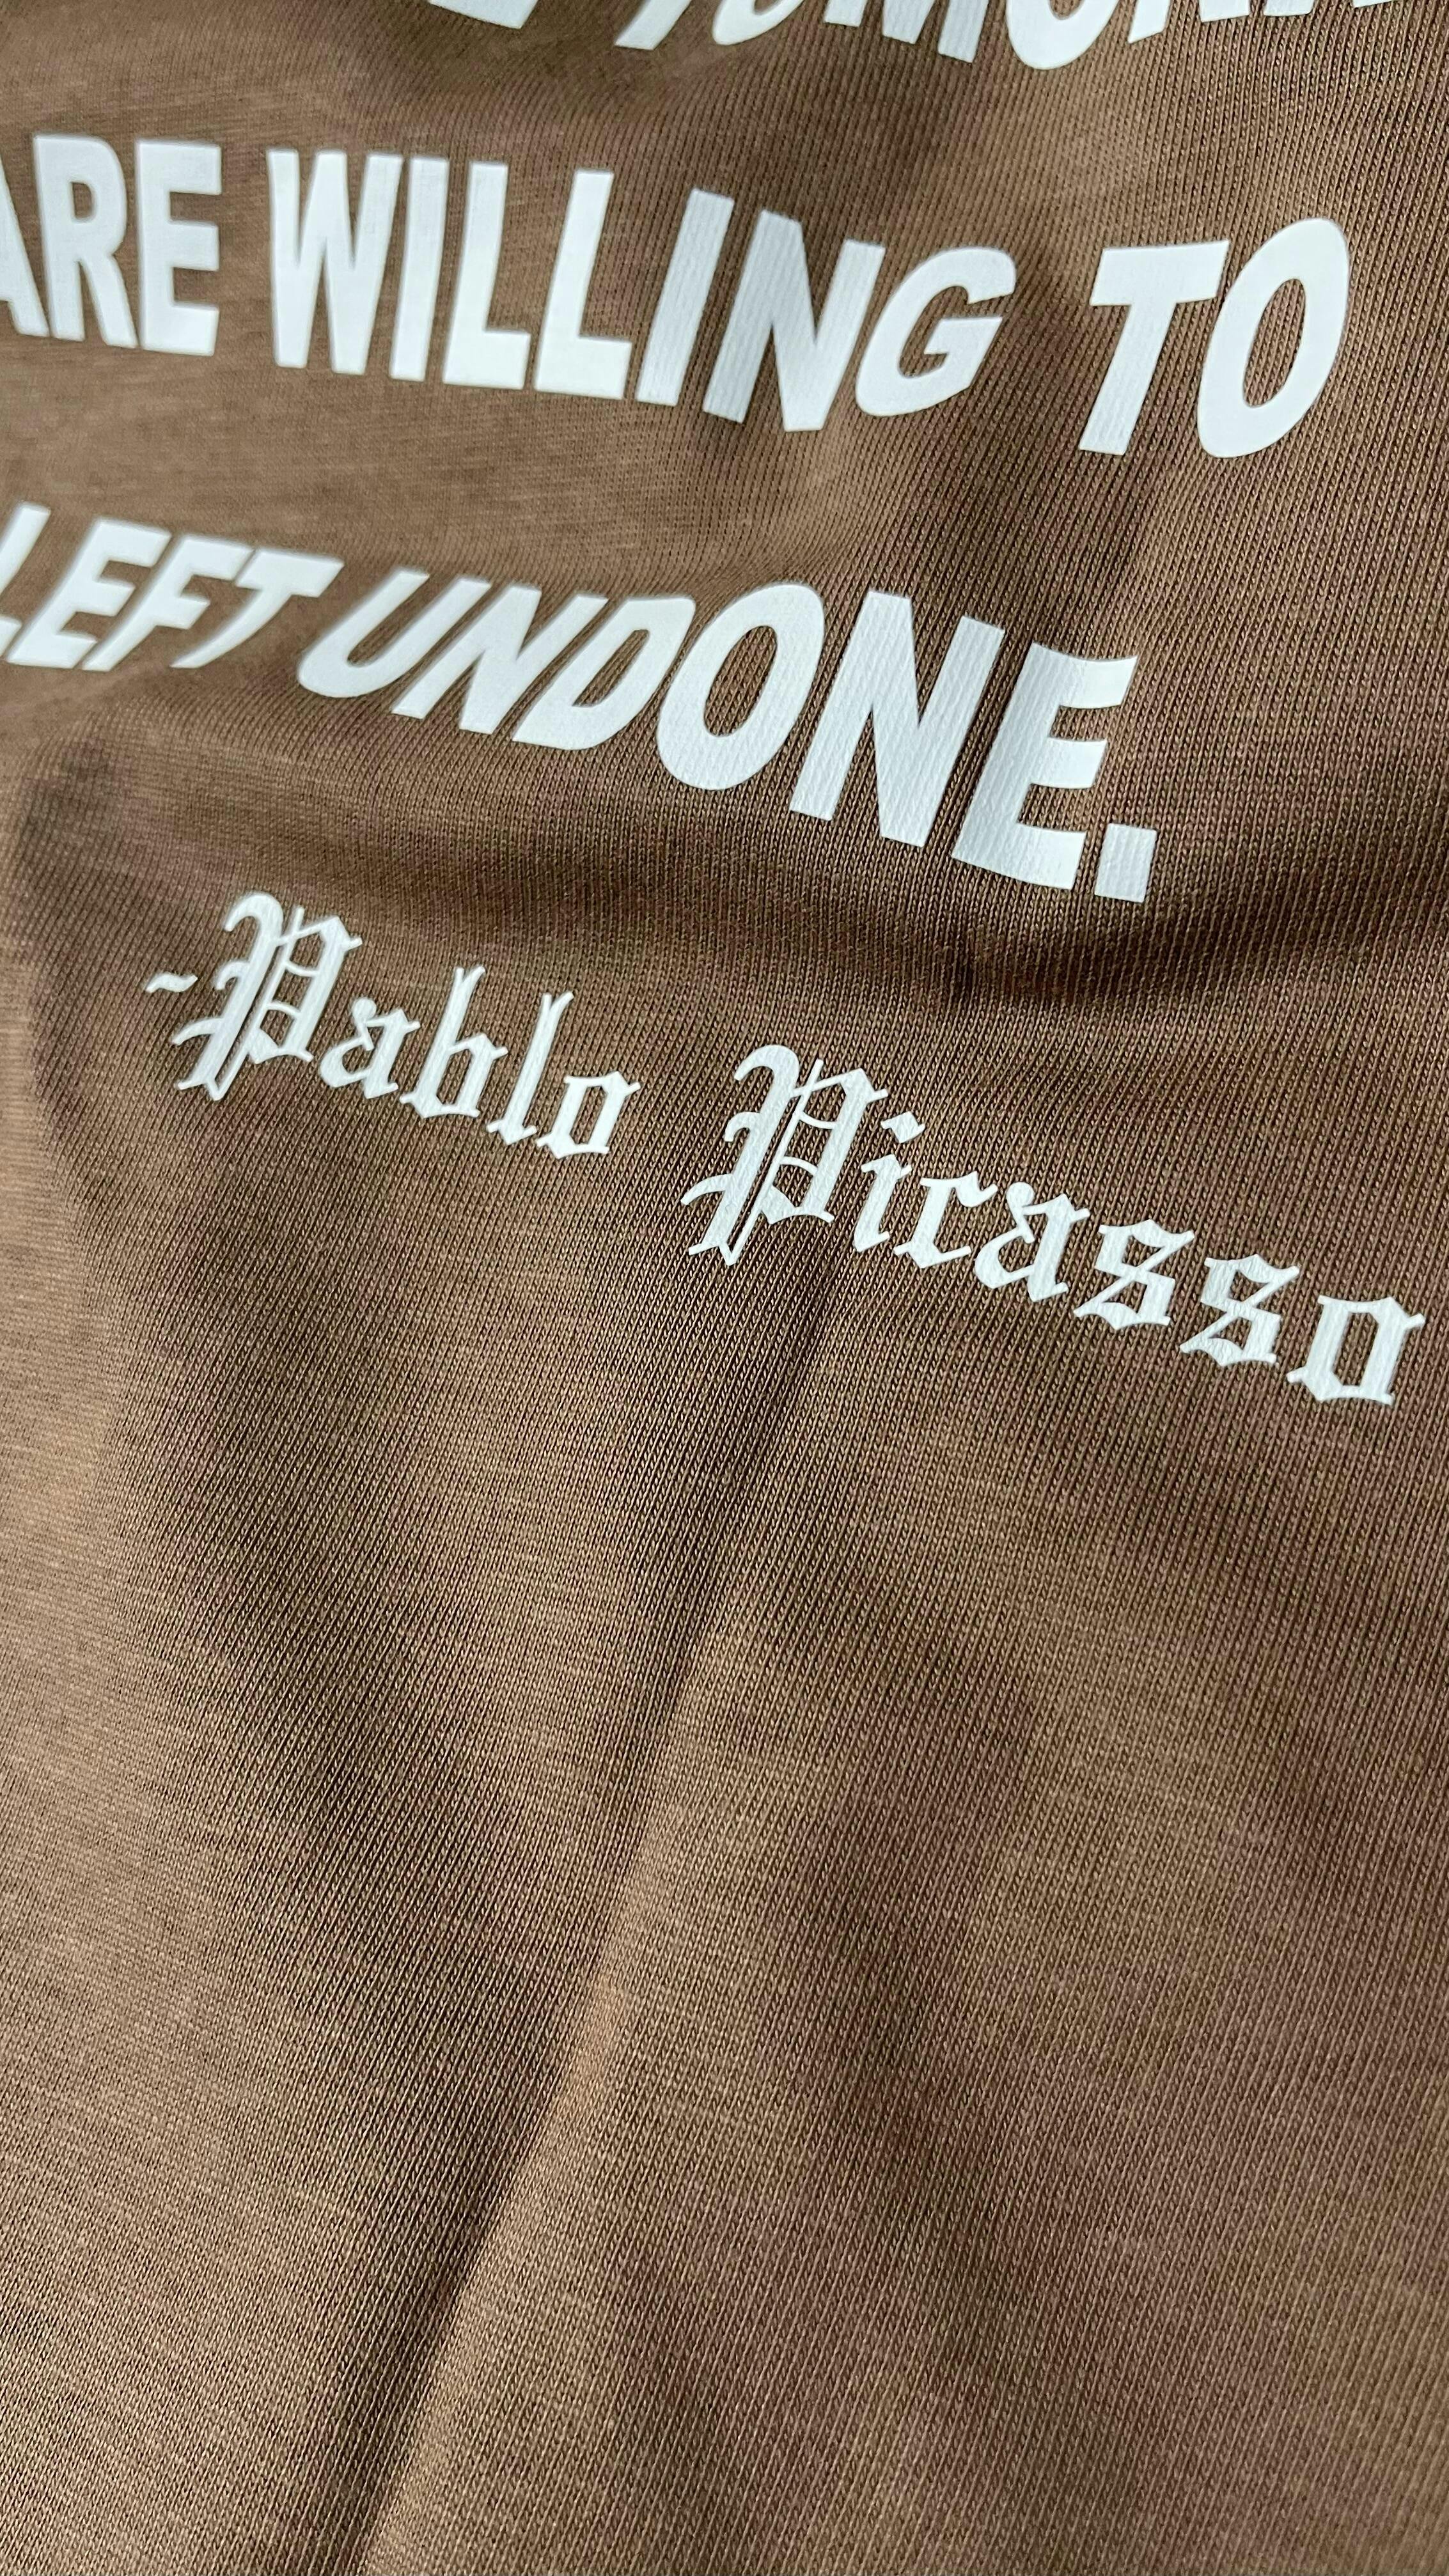 ARE WILLING TO
LEFT UNDONE.
-Pablo Picasso